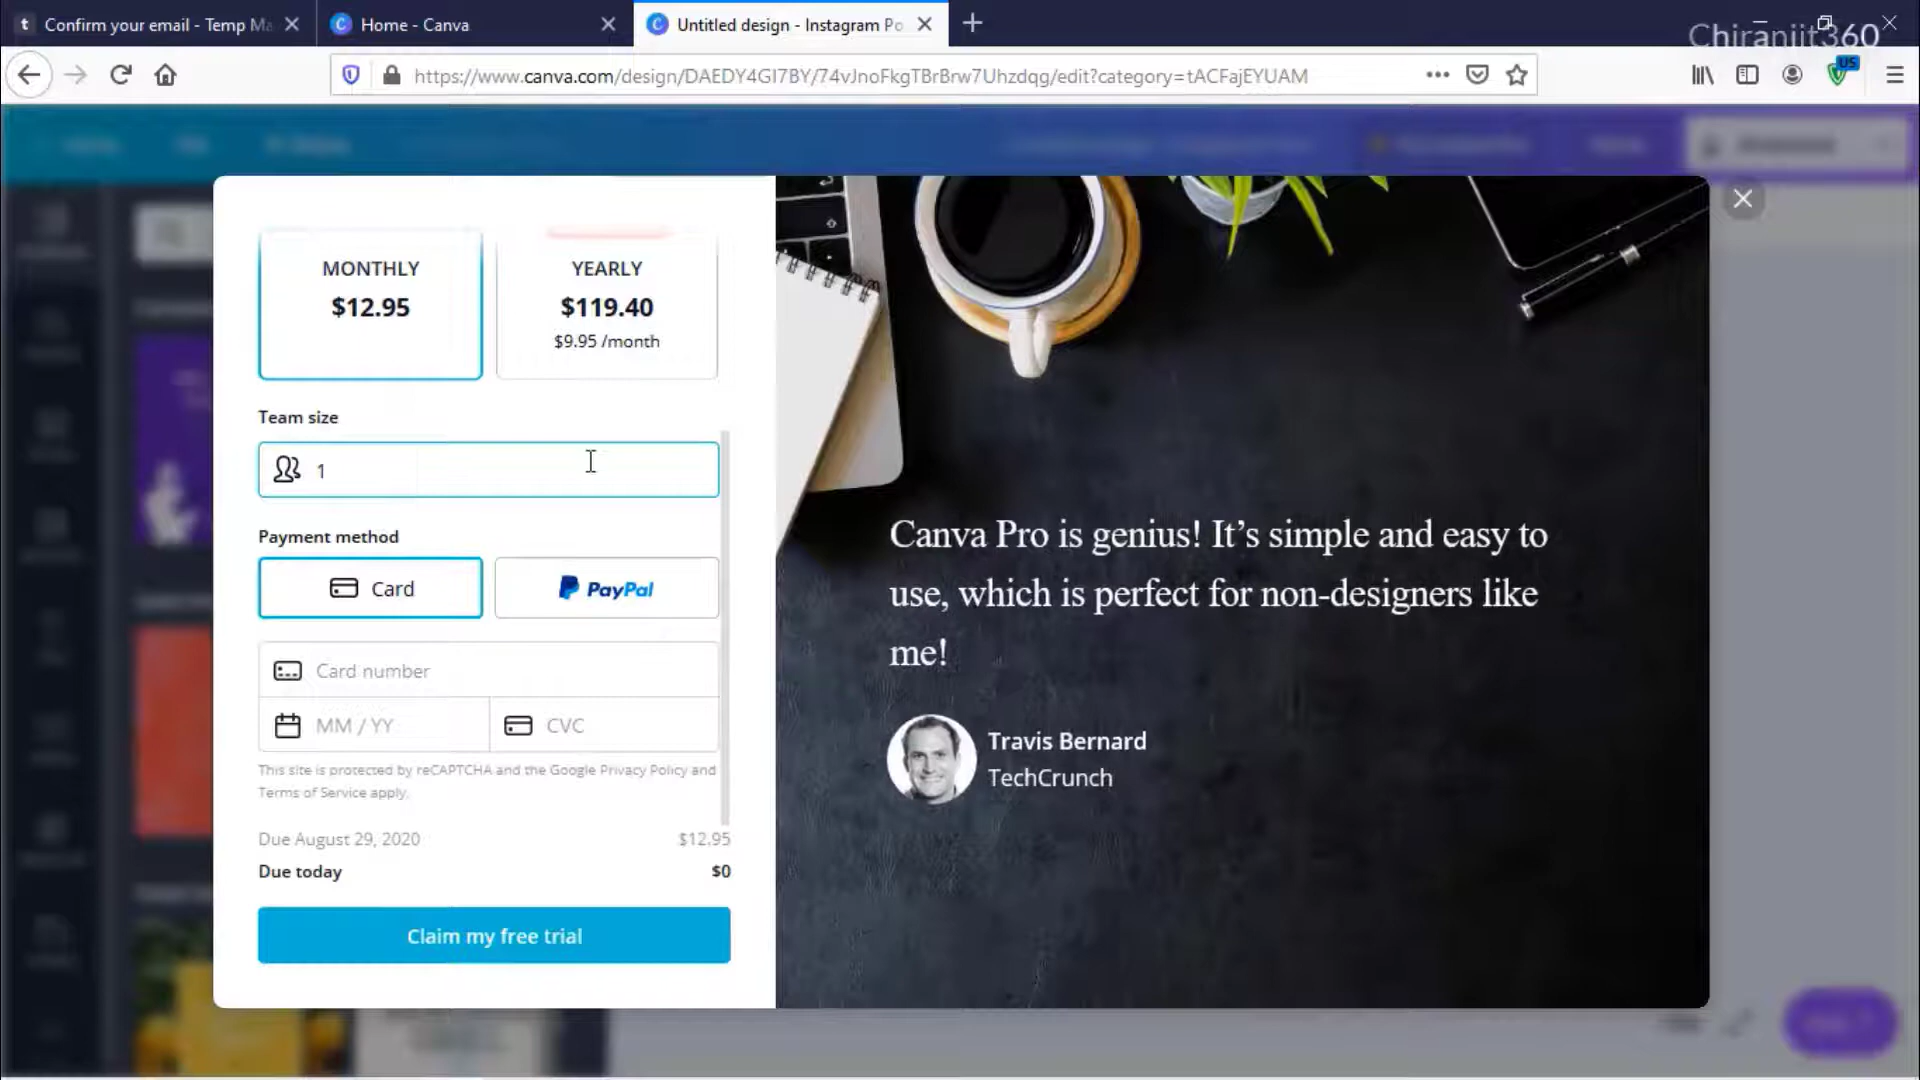 Confirm your email - Temp Ma
Home - Canva
Untitled design - Instagram Po
Chiranjit360
https://www.canva.com/design/DAEDY4GI7BY/74vJnoFkgTBrBrw7Uhzdqg/edit?category=tACFajEYUAM
US
MONTHLY
$12.95
YEARLY
$119.40
$9.95 /month
Team size
1
Payment method
Card
PayPal
Card number
MM / YY
CVC
This site is protected by reCAPTCHA and the Google Privacy Policy and
Terms of Service apply.
Due August 29, 2020 $12.95
Due today $0
Claim my free trial
Canva Pro is genius! It’s simple and easy to
use, which is perfect for non-designers like
me!
Travis Bernard
TechCrunch